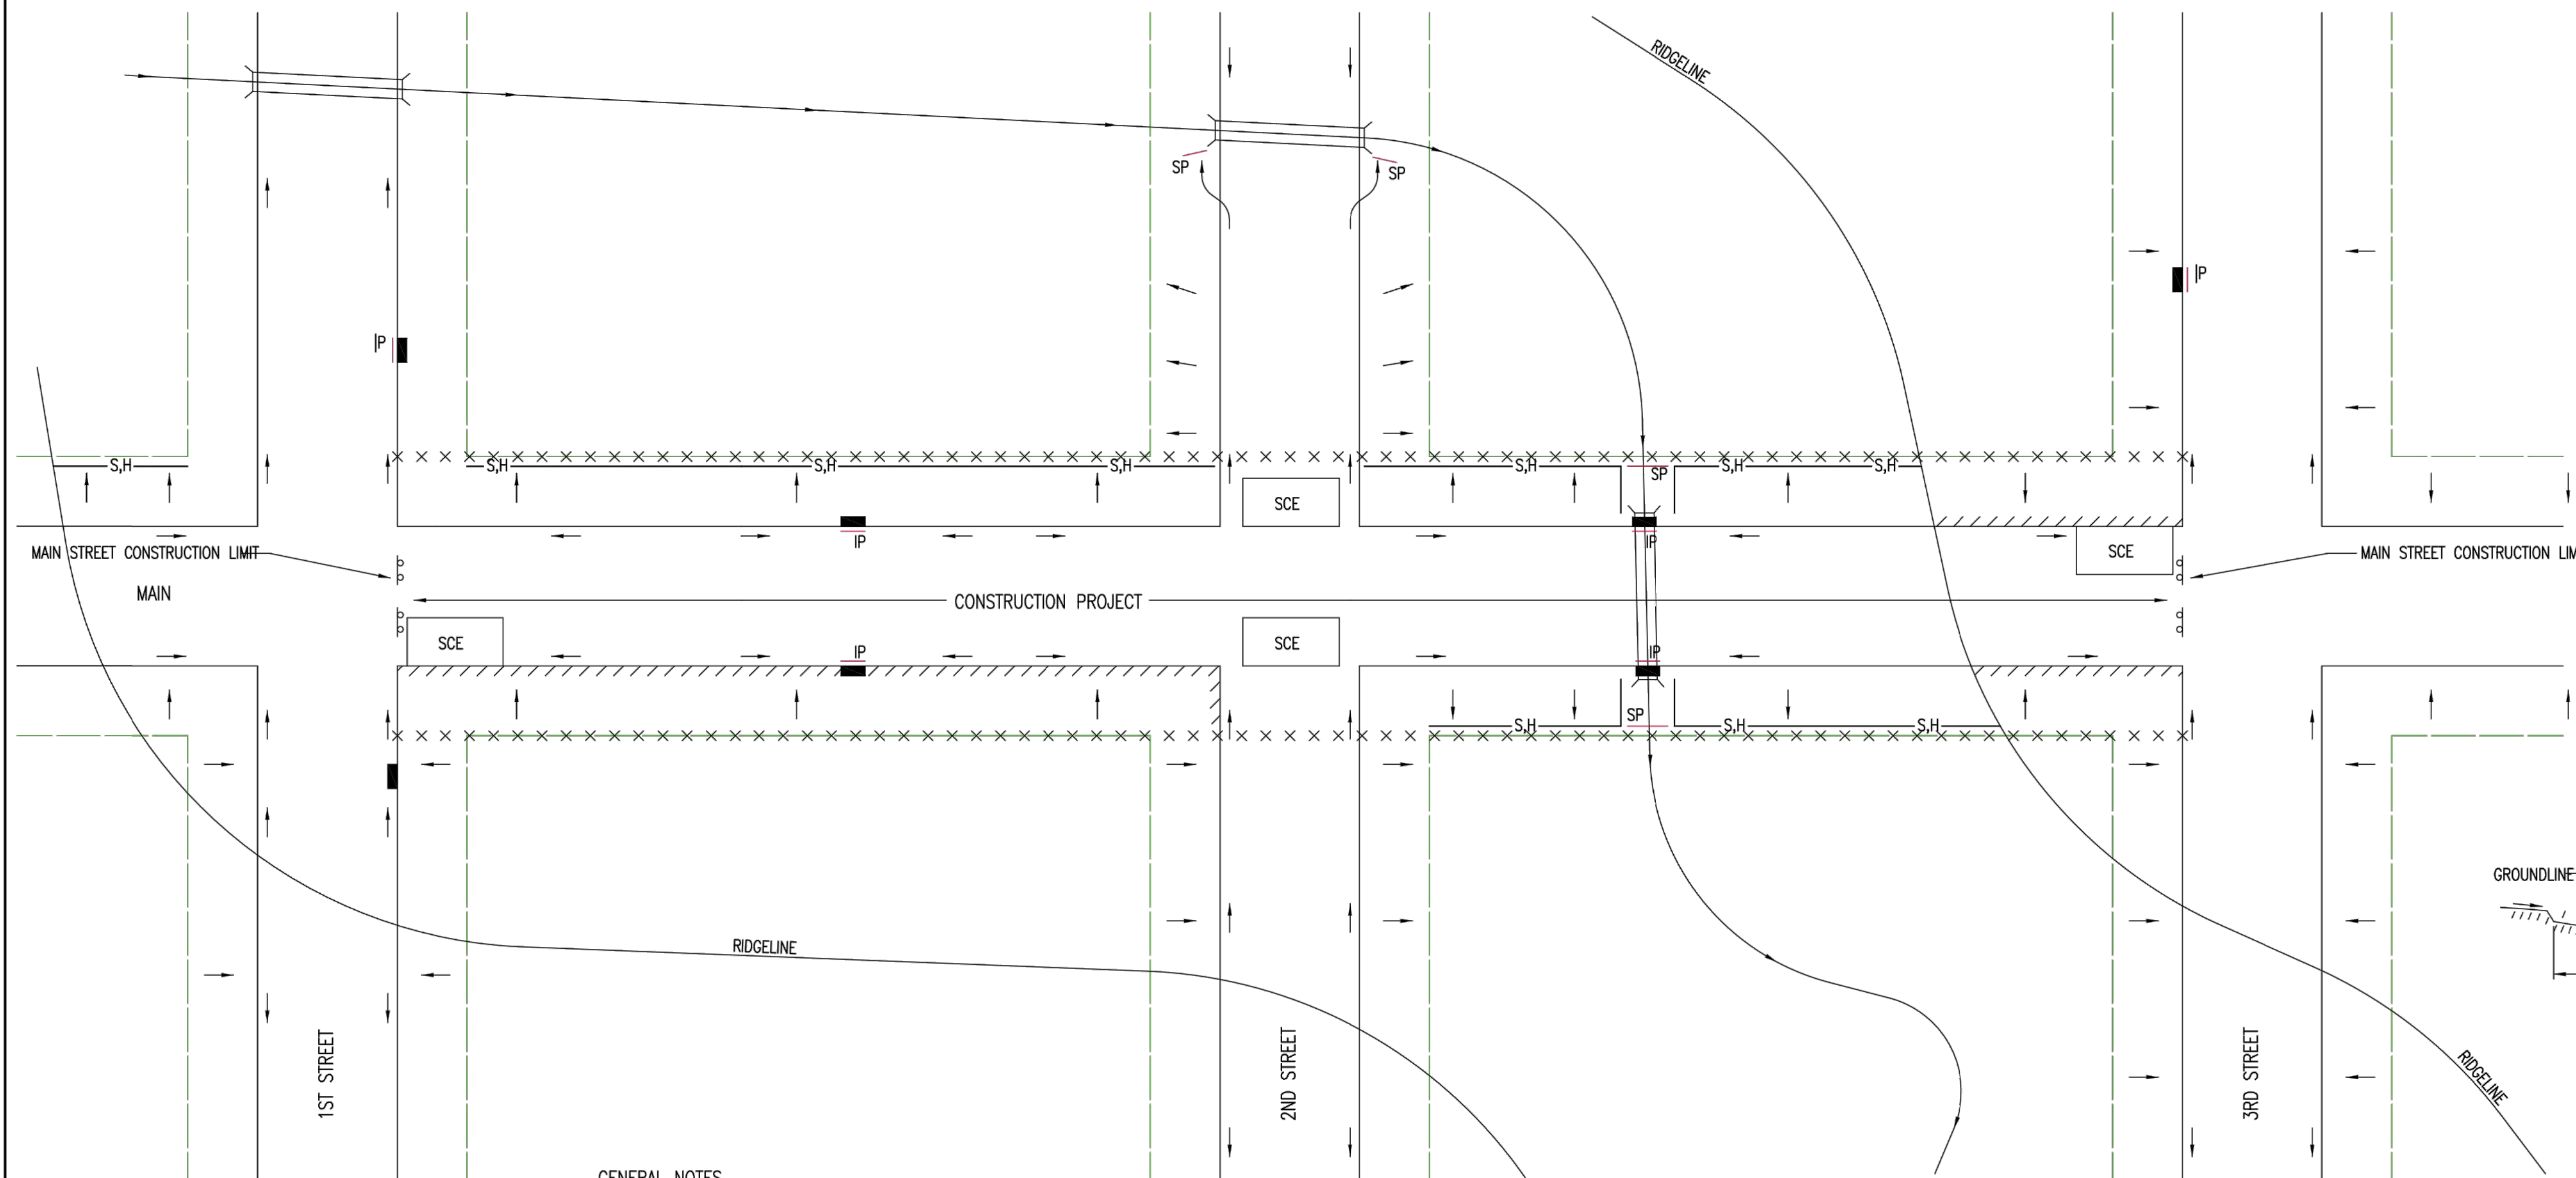 RIDGELINE
SP
SP
IP
IP
S,H
S,H
S,H
S,H
S,H
SP
S,H
S,H
SCE
IP
IP
MAIN STREET CONSTRUCTION LIMIT
SCE
MAIN STREET CONSTRUCTION LIM
MAIN
CONSTRUCTION PROJECT
SCE
SCE
IP
IP
SP
S,H
S,H
S,H
GROUNDLINE
RIDGELINE
1ST STREET
2ND STREET
3RD STREET
RIDGELINE
GENERAL NOTES